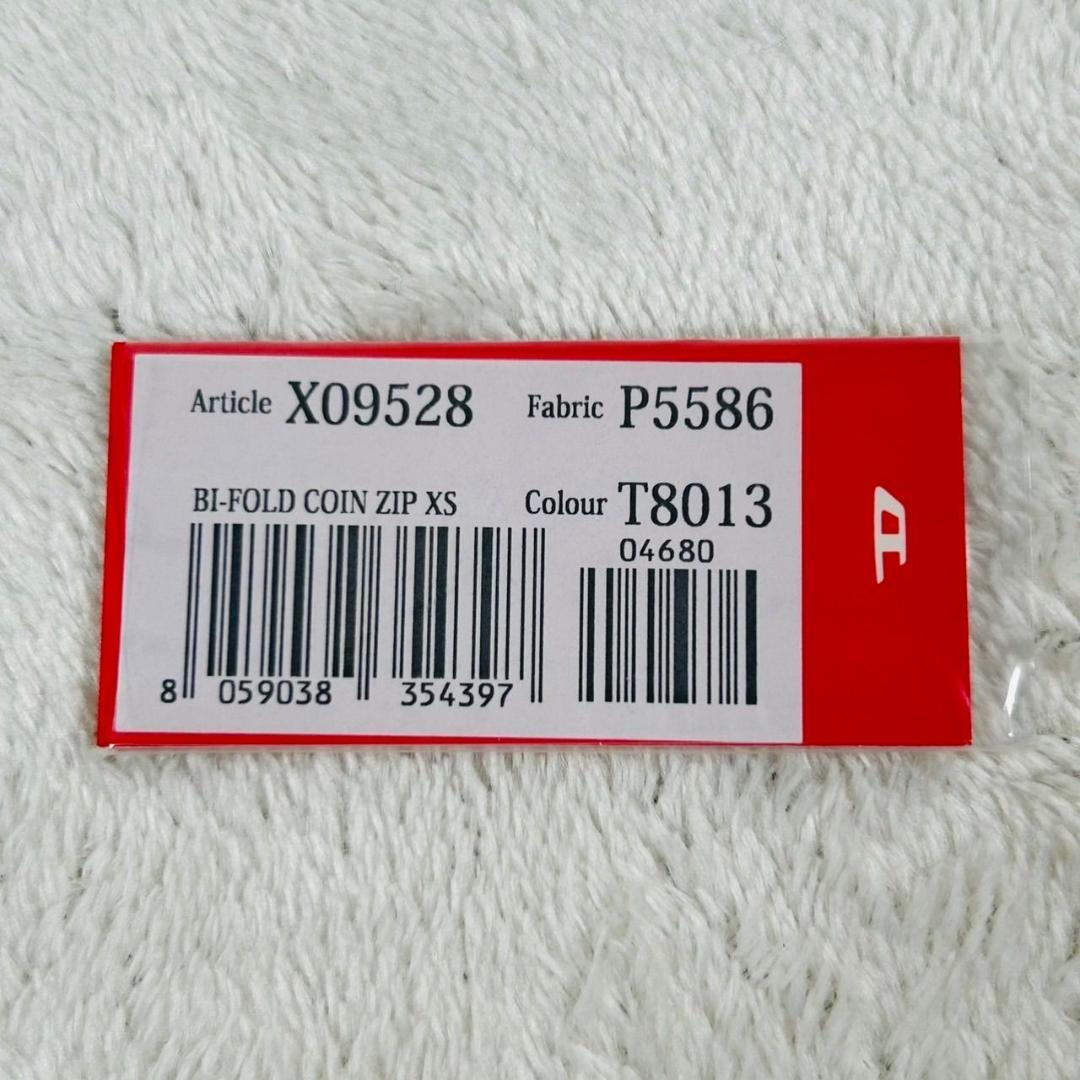 Article X09528 Fabric P5586
BI-FOLD COIN ZIP XS Colour T8013
04680
8 059038 354397
D